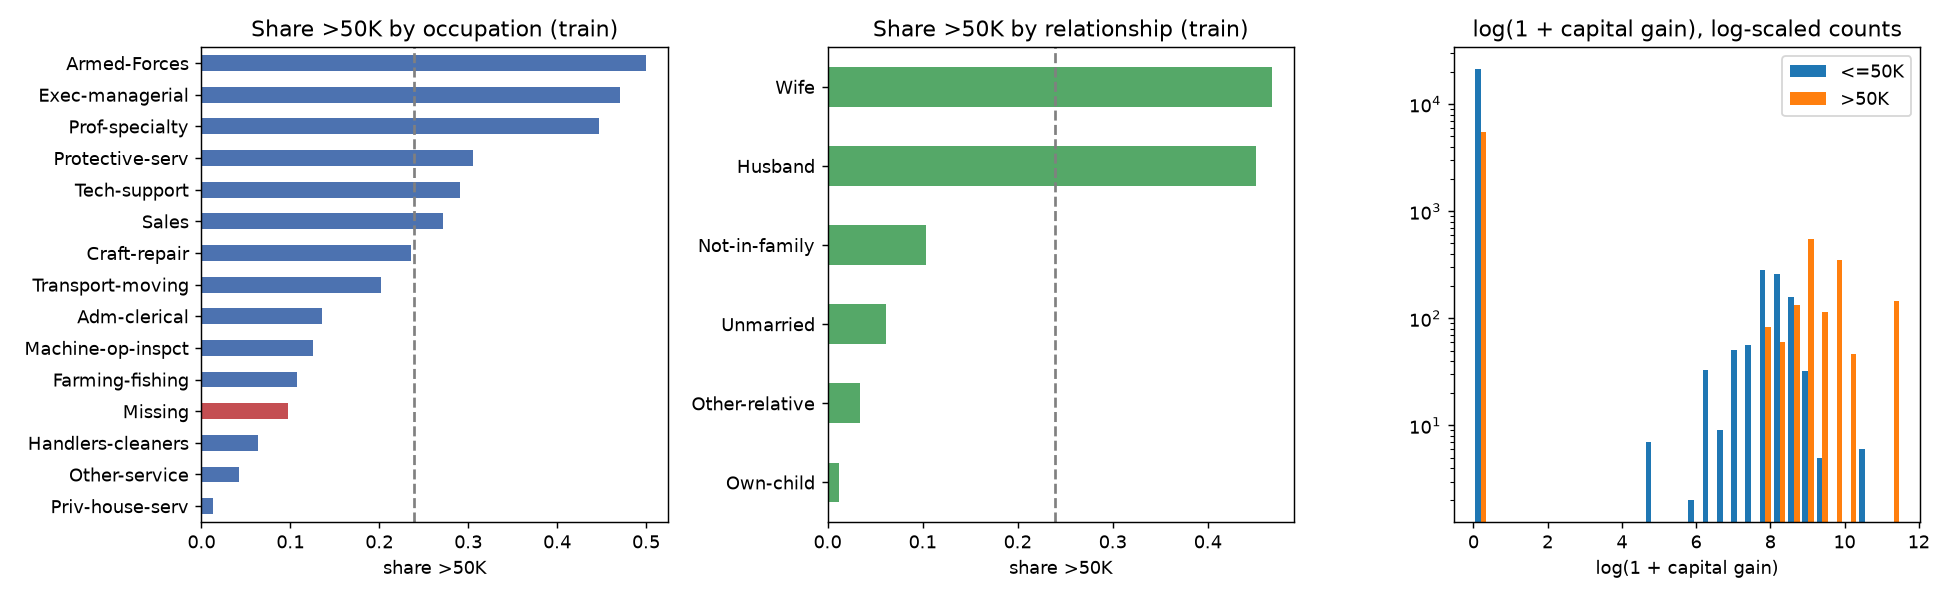 Share >50K by occupation (train)
Armed-Forces
Exec-managerial
Prof-specialty
Protective-serv
Tech-support
Sales
Craft-repair
Transport-moving
Adm-clerical
Machine-op-inspct
Farming-fishing
Missing
Handlers-cleaners
Other-service
Priv-house-serv
0.0 0.1 0.2 0.3 0.4 0.5
share >50K
Share >50K by relationship (train)
Wife
Husband
Not-in-family
Unmarried
Other-relative
Own-child
0.0 0.1 0.2 0.3 0.4
share >50K
log(1 + capital gain), log-scaled counts
<=50K
>50K
10⁴
10³
10²
10¹
0 2 4 6 8 10 12
log(1 + capital gain)